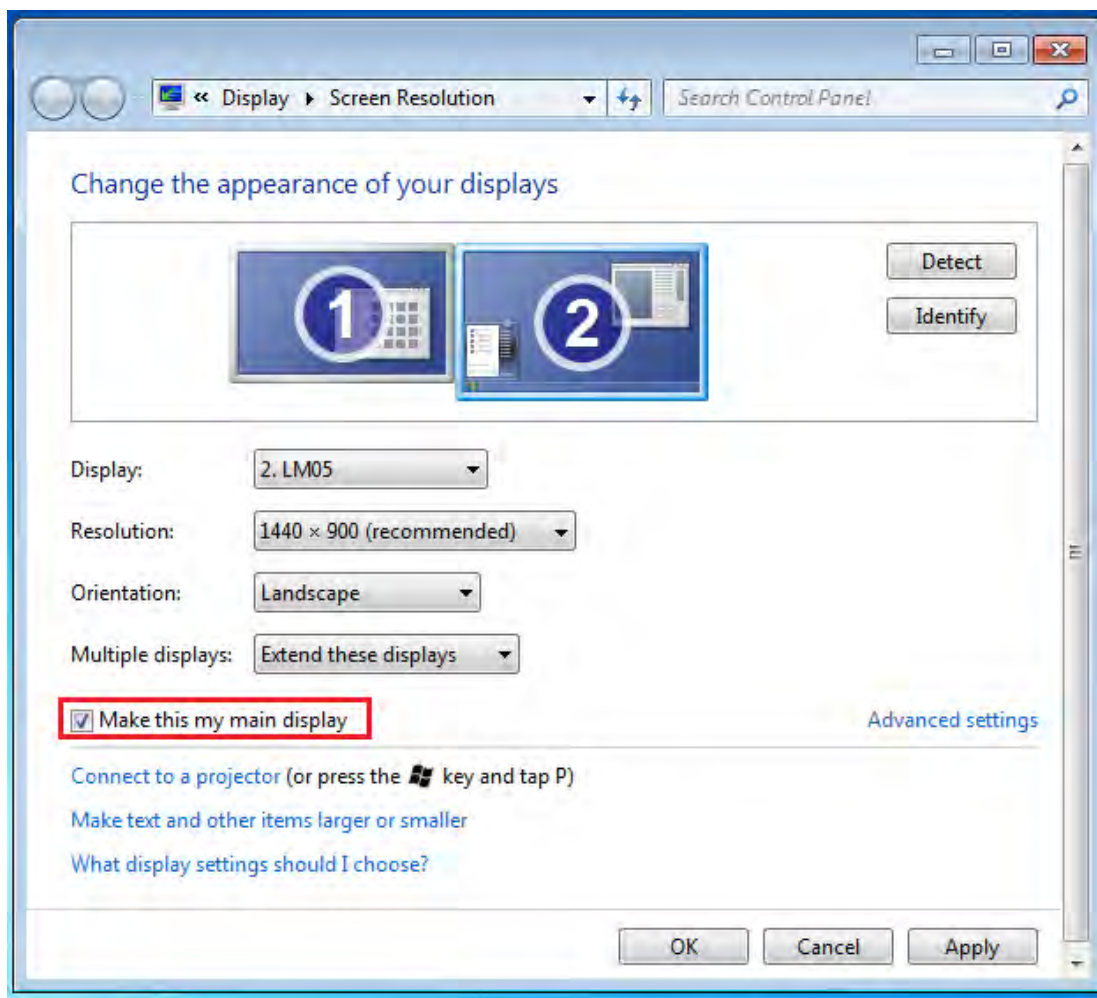 « Display ▸ Screen Resolution
Search Control Panel
Change the appearance of your displays
1
2
Detect
Identify
Display:
2. LM05
Resolution:
1440 × 900 (recommended)
Orientation:
Landscape
Multiple displays:
Extend these displays
Make this my main display
Advanced settings
Connect to a projector (or press the key and tap P)
Make text and other items larger or smaller
What display settings should I choose?
OK
Cancel
Apply